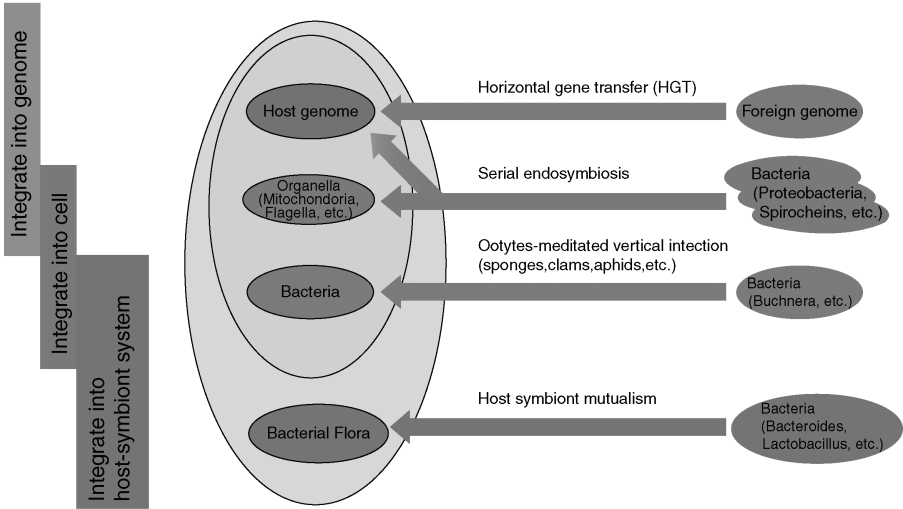 Integrate into genome
Integrate into cell
Integrate into
host-symbiont system
Host genome
Horizontal gene transfer (HGT)
Foreign genome
Organella
(Mitochondoria,
Flagella, etc.)
Serial endosymbiosis
Bacteria
(Proteobacteria,
Spirocheins, etc.)
Bacteria
Ootytes-meditated vertical intection
(sponges,clams,aphids,etc.)
Bacteria
(Buchnera, etc.)
Bacterial Flora
Host symbiont mutualism
Bacteria
(Bacteroides,
Lactobacillus, etc.)